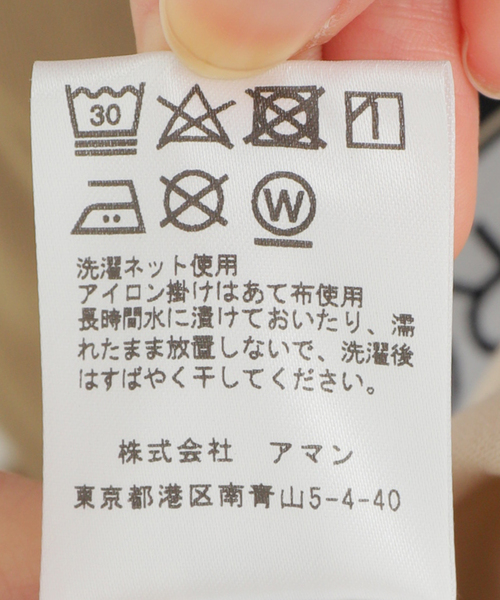 30
W
洗濯ネット使用
アイロン掛けはあて布使用
長時間水に漬けておいたり、濡
れたまま放置しないで、洗濯後
はすばやく干してください。
株式会社 アマン
東京都港区南青山5-4-40